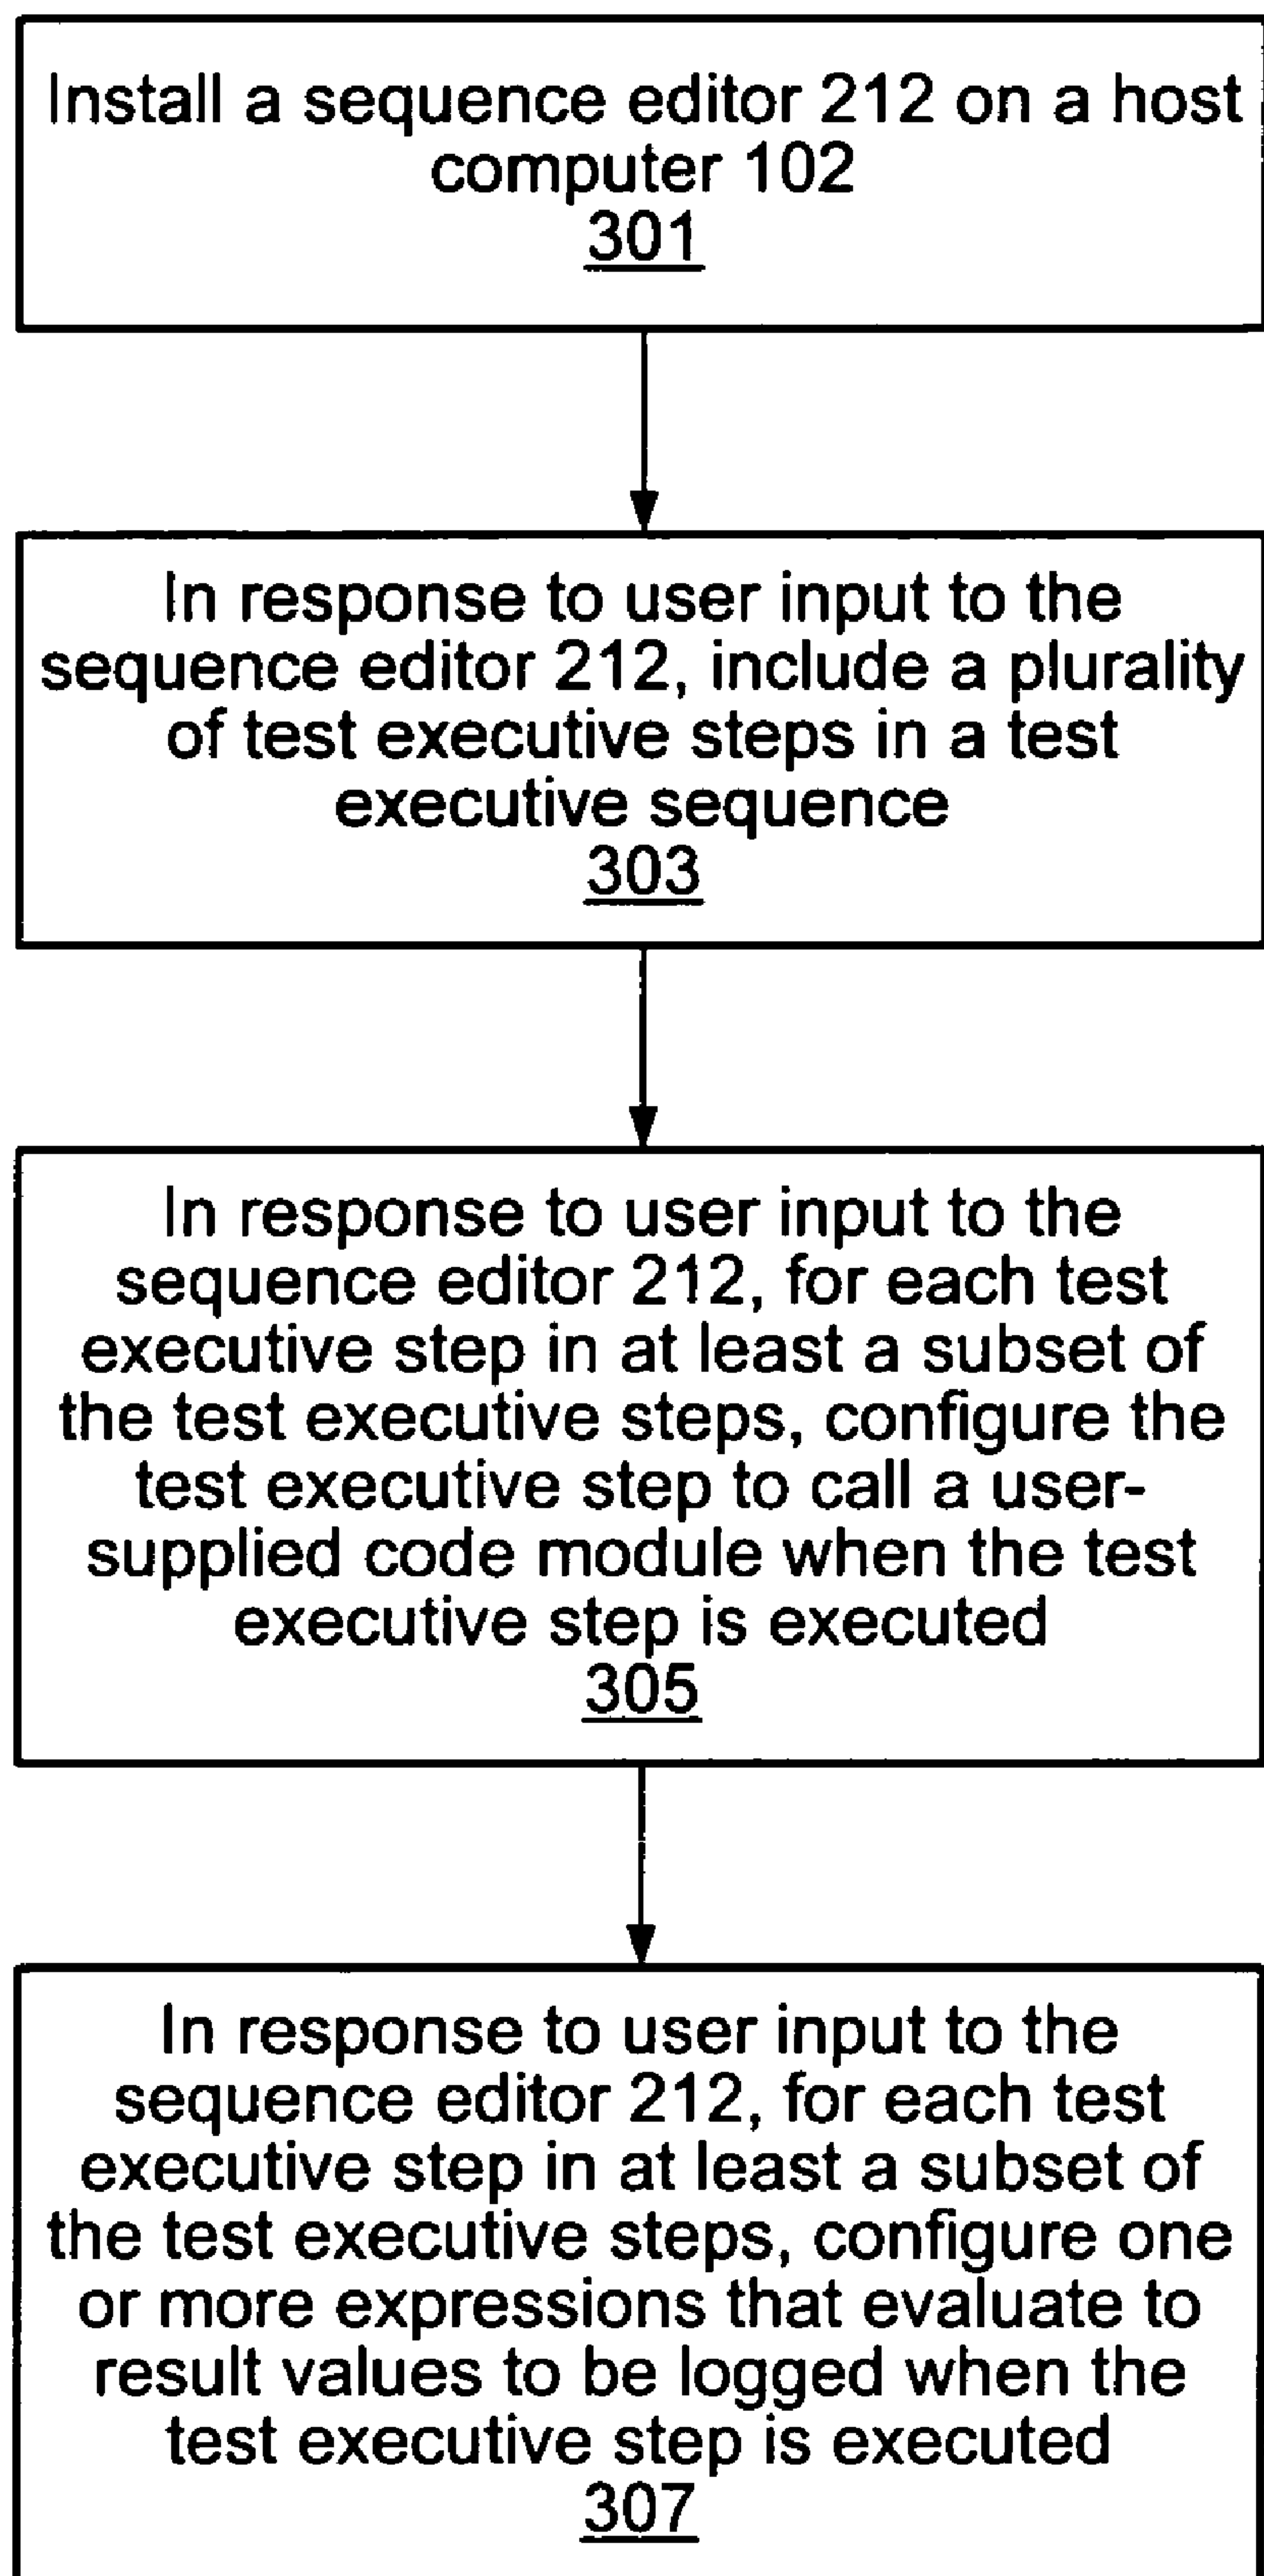 Install a sequence editor 212 on a host
computer 102
301
In response to user input to the
sequence editor 212, include a plurality
of test executive steps in a test
executive sequence
303
In response to user input to the
sequence editor 212, for each test
executive step in at least a subset of
the test executive steps, configure the
test executive step to call a user-
supplied code module when the test
executive step is executed
305
In response to user input to the
sequence editor 212, for each test
executive step in at least a subset of
the test executive steps, configure one
or more expressions that evaluate to
result values to be logged when the
test executive step is executed
307